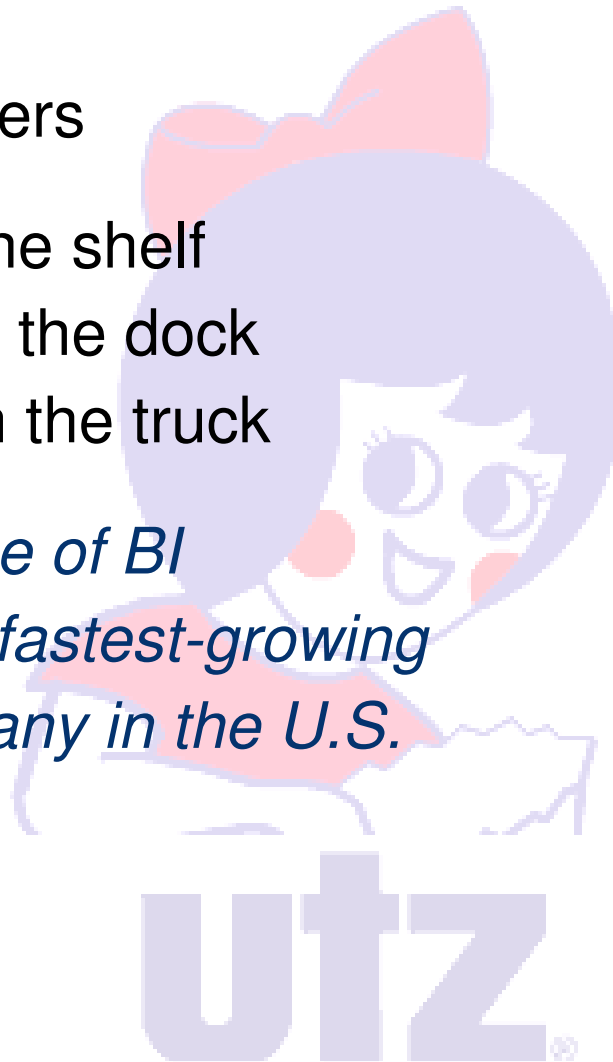 ers
he shelf
the dock
n the truck
e of BI
fastest-growing
any in the U.S.
utz
®